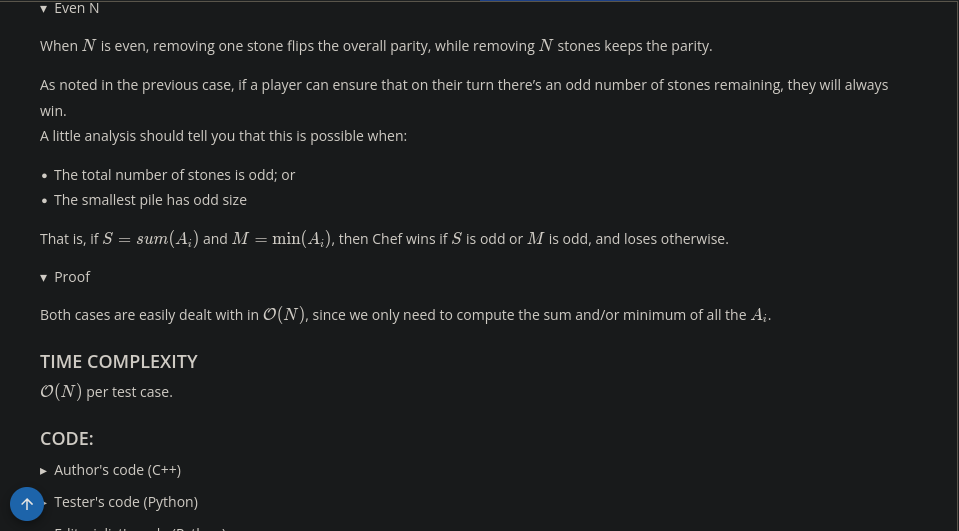 ▾ Even N
When N is even, removing one stone flips the overall parity, while removing N stones keeps the parity.
As noted in the previous case, if a player can ensure that on their turn there's an odd number of stones remaining, they will always
win.
A little analysis should tell you that this is possible when:
• The total number of stones is odd; or
• The smallest pile has odd size
That is, if S = sum(A_i) and M = min(A_i), then Chef wins if S is odd or M is odd, and loses otherwise.
▾ Proof
Both cases are easily dealt with in O(N), since we only need to compute the sum and/or minimum of all the A_i.
TIME COMPLEXITY
O(N) per test case.
CODE:
▸ Author's code (C++)
▸ Tester's code (Python)